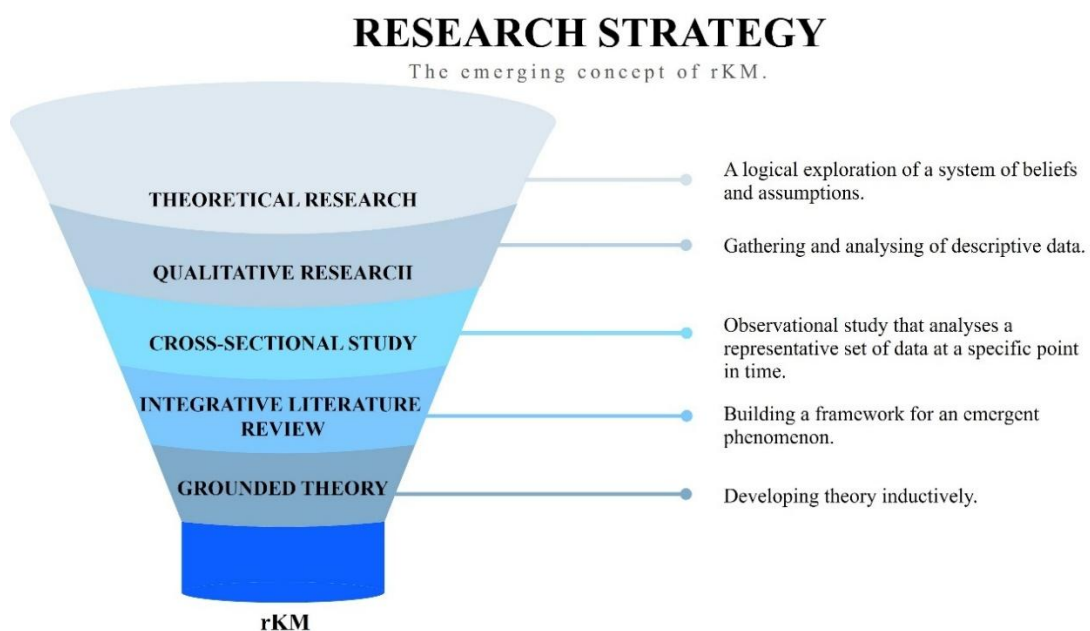 RESEARCH STRATEGY
The emerging concept of rKM.
THEORETICAL RESEARCH
A logical exploration of a system of beliefs
and assumptions.
QUALITATIVE RESEARCH
Gathering and analysing of descriptive data.
CROSS-SECTIONAL STUDY
Observational study that analyses a
representative set of data at a specific point
in time.
INTEGRATIVE LITERATURE
REVIEW
Building a framework for an emergent
phenomenon.
GROUNDED THEORY
Developing theory inductively.
rKM